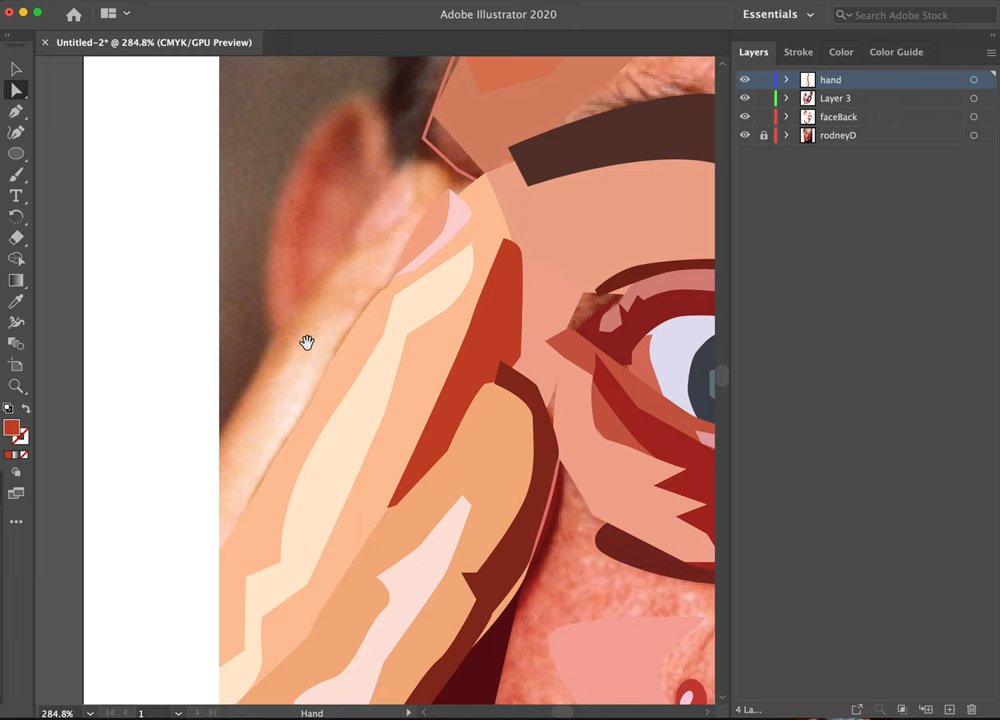 Adobe Illustrator 2020
Essentials
Search Adobe Stock
Untitled-2* @ 284.8% (CMYK/GPU Preview)
Layers Stroke Color Color Guide
hand
Layer 3
faceBack
rodneyD
284.8% 1 Hand
4 La...